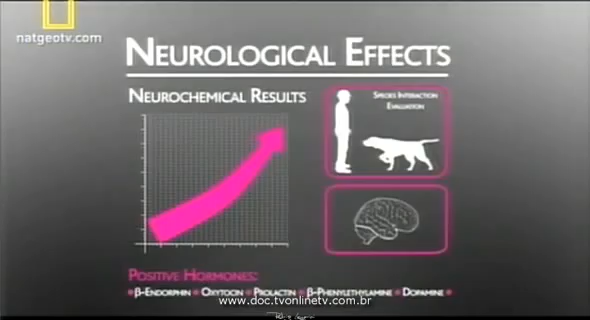 natgeotv.com
NEUROLOGICAL EFFECTS
NEUROCHEMICAL RESULTS
SPECIES INTERACTION
EVALUATION
POSITIVE HORMONES:
β-ENDORPHIN OXYTOCIN PROLACTIN β-PHENYLETHYLAMINE DOPAMINE
www.doc.tvonlinetv.com.br